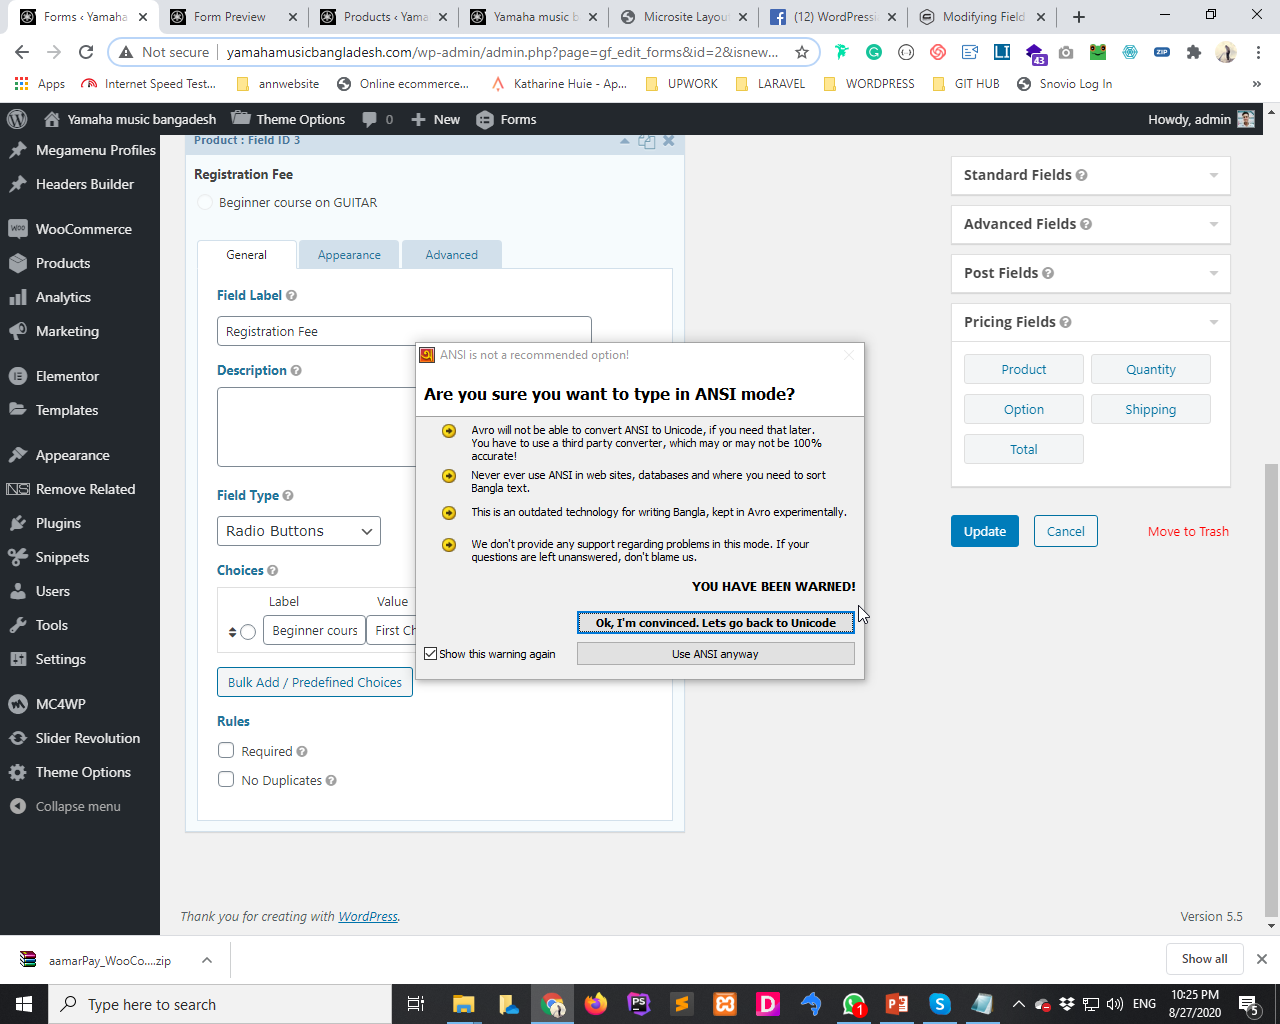 Forms ‹ Yamaha
Form Preview
Products ‹ Yama
Yamaha music b
Microsite Layou
(12) WordPressi
Modifying Field
Not secure
yamahamusicbangladesh.com/wp-admin/admin.php?page=gf_edit_forms&id=2&isnew...
43
ZIP
Apps
Internet Speed Test...
annwebsite
Online ecommerce...
Katharine Huie - Ap...
UPWORK
LARAVEL
WORDPRESS
GIT HUB
Snovio Log In
»
Yamaha music bangladesh
Theme Options
0
New
Forms
Howdy, admin
Megamenu Profiles
Headers Builder
WooCommerce
Products
Analytics
Marketing
Elementor
Templates
Appearance
NS Remove Related
Plugins
Snippets
Users
Tools
Settings
MC4WP
Slider Revolution
Theme Options
Collapse menu
Product : Field ID 3
Registration Fee
Beginner course on GUITAR
General
Appearance
Advanced
Field Label
Registration Fee
Description
Field Type
Radio Buttons
Choices
Label
Value
Beginner cours
First Ch
Bulk Add / Predefined Choices
Rules
Required
No Duplicates
ANSI is not a recommended option!
Are you sure you want to type in ANSI mode?
Avro will not be able to convert ANSI to Unicode, if you need that later.
You have to use a third party converter, which may or may not be 100%
accurate!
Never ever use ANSI in web sites, databases and where you need to sort
Bangla text.
This is an outdated technology for writing Bangla, kept in Avro experimentally.
We don't provide any support regarding problems in this mode. If your
questions are left unanswered, don't blame us.
YOU HAVE BEEN WARNED!
Ok, I'm convinced. Lets go back to Unicode
Show this warning again
Use ANSI anyway
Standard Fields
Advanced Fields
Post Fields
Pricing Fields
Product
Quantity
Option
Shipping
Total
Update
Cancel
Move to Trash
Thank you for creating with WordPress.
Version 5.5
aamarPay_WooCo....zip
Show all
Type here to search
ENG
10:25 PM
8/27/2020
5